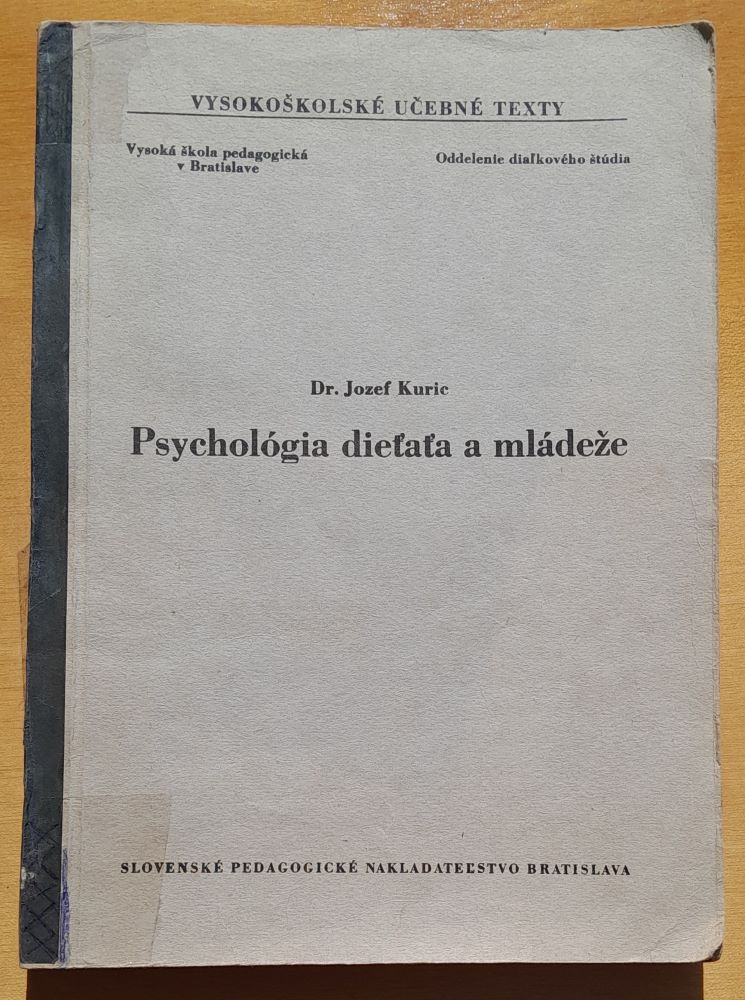 VYSOKOŠKOLSKÉ UČEBNÉ TEXTY
Vysoká škola pedagogická
v Bratislave
Oddelenie diaľkového štúdia
Dr. Jozef Kuric
Psychológia dieťaťa a mládeže
SLOVENSKÉ PEDAGOGICKÉ NAKLADATEĽSTVO BRATISLAVA